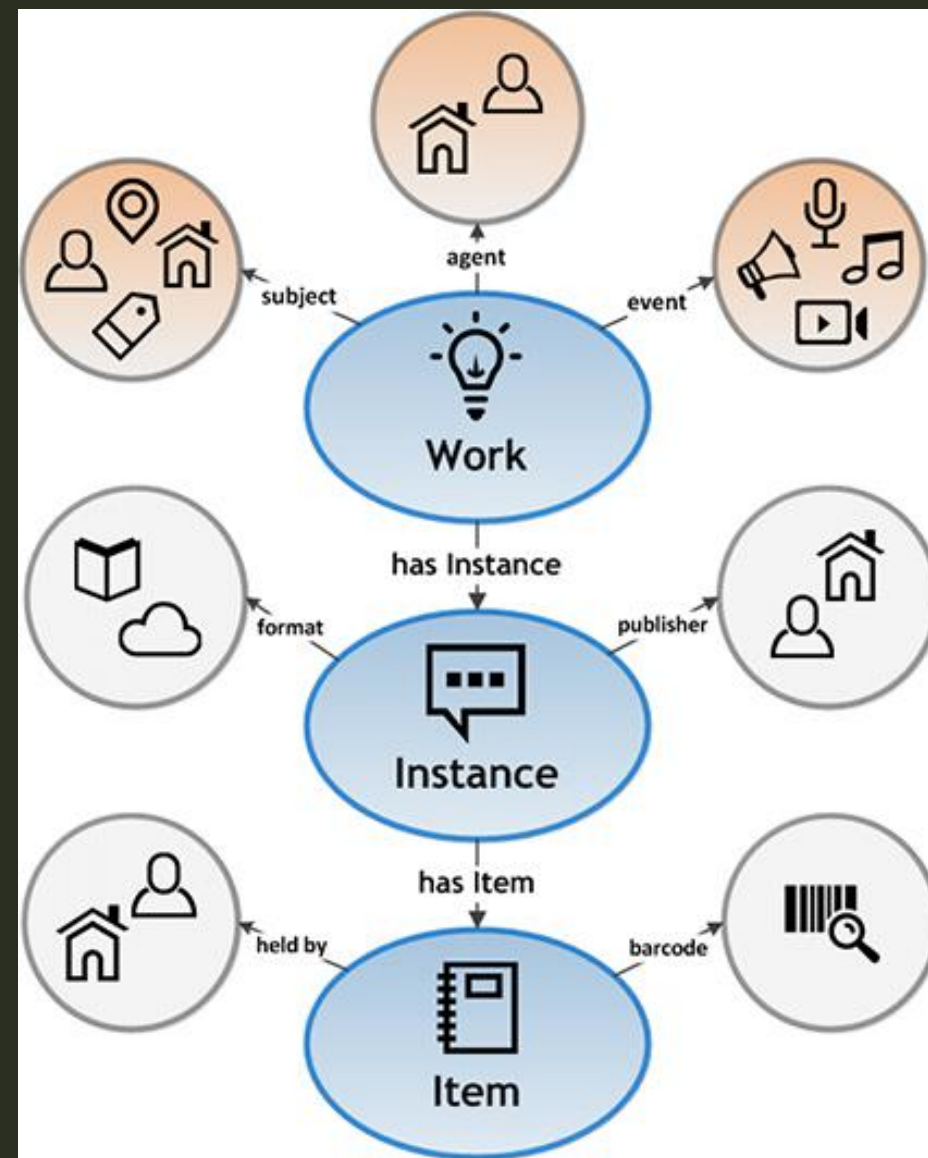 agent
subject
event
Work
has Instance
format
publisher
Instance
has Item
held by
barcode
Item